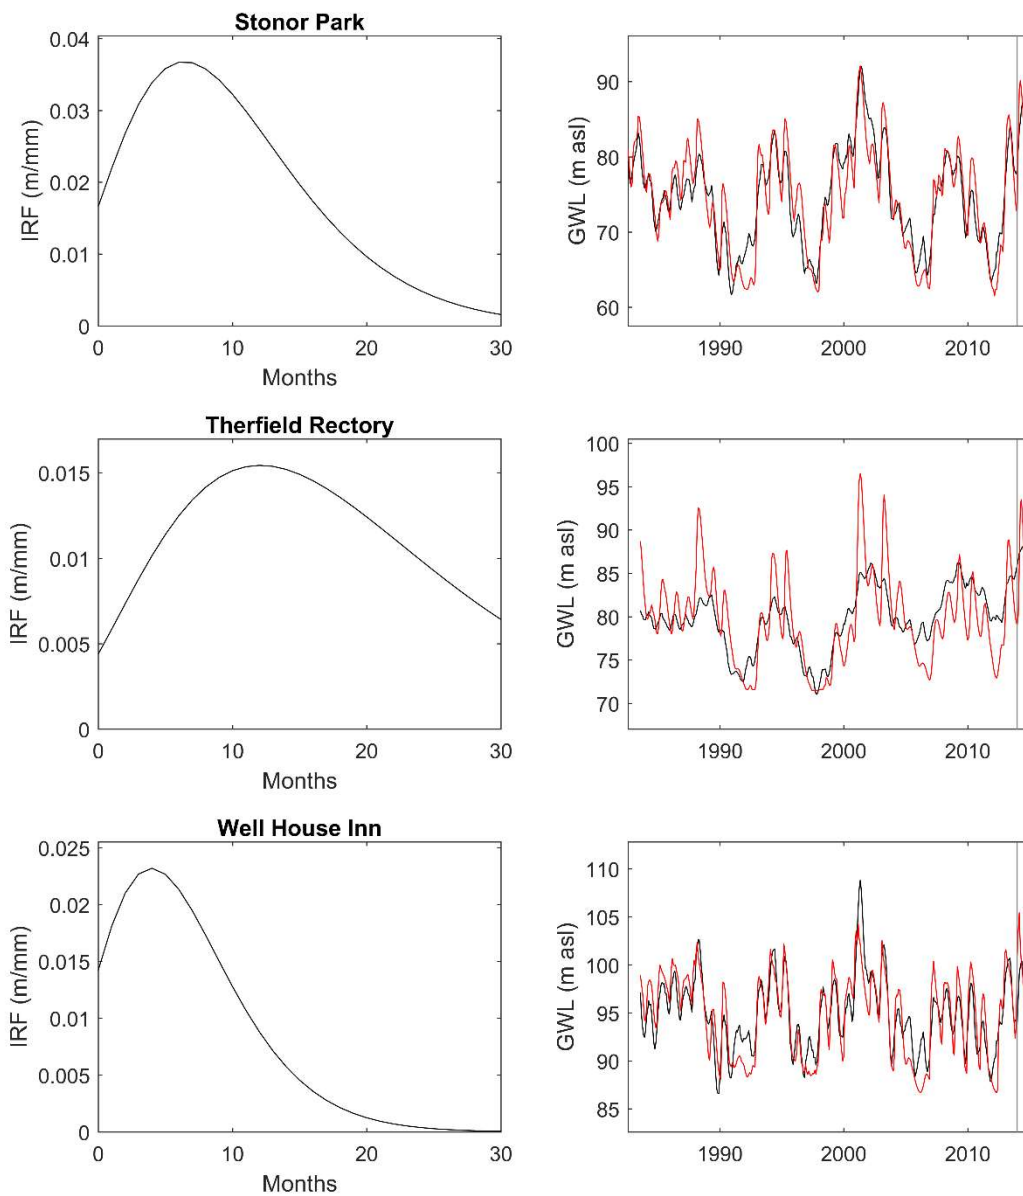 Stonor Park
0.04
0.03
0.02
0.01
0
IRF (m/mm)
0 10 20 30
Months
90
80
70
60
GWL (m asl)
1990 2000 2010
Therfield Rectory
0.015
0.01
0.005
0
IRF (m/mm)
0 10 20 30
Months
100
95
90
85
80
75
70
GWL (m asl)
1990 2000 2010
Well House Inn
0.025
0.02
0.015
0.01
0.005
0
IRF (m/mm)
0 10 20 30
Months
110
105
100
95
90
85
GWL (m asl)
1990 2000 2010